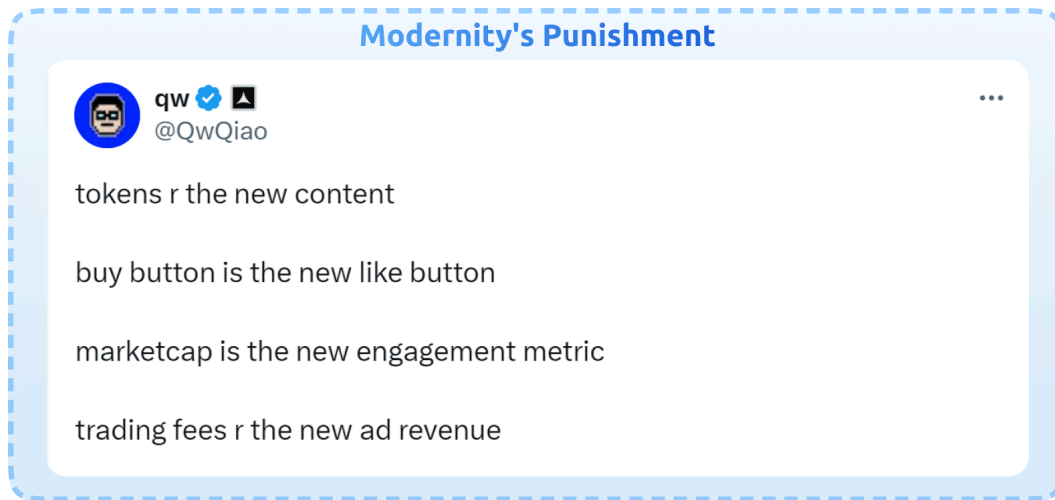 Modernity's Punishment
qw
@QwQiao
tokens r the new content
buy button is the new like button
marketcap is the new engagement metric
trading fees r the new ad revenue